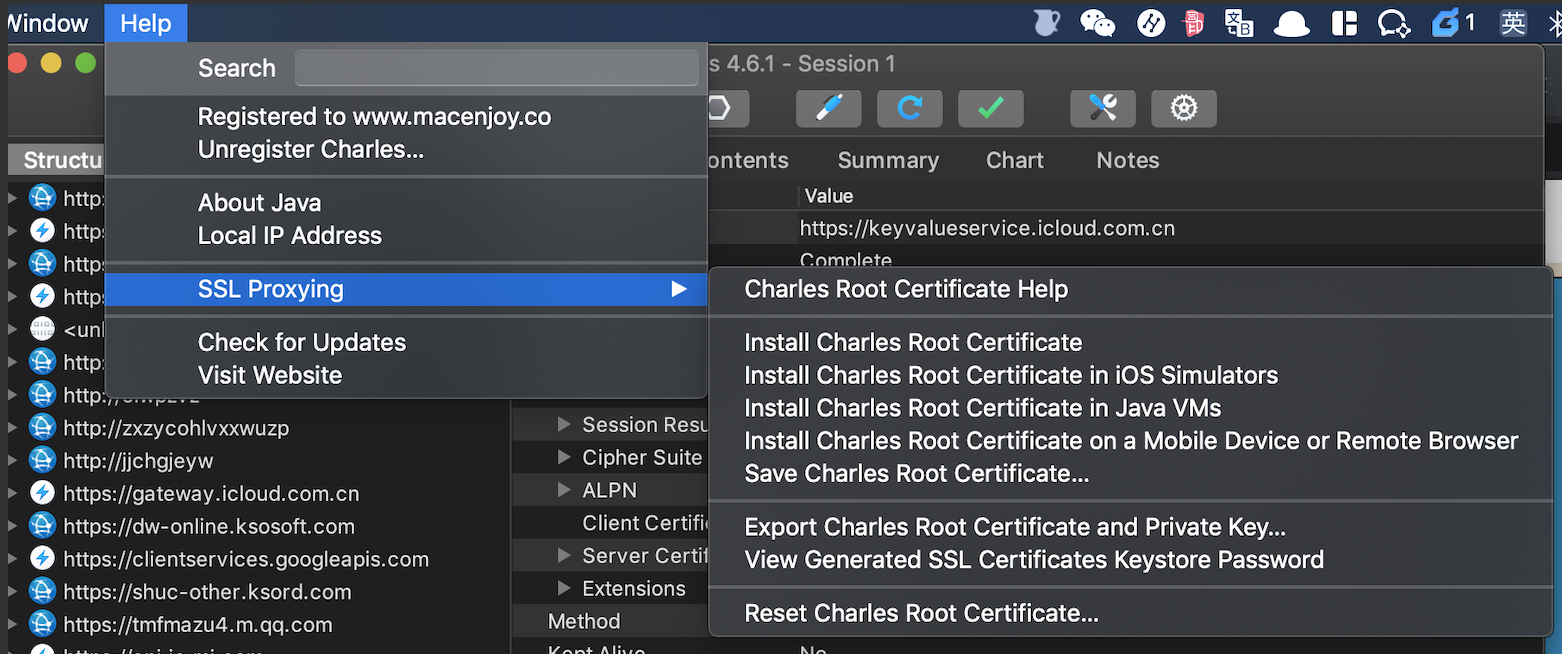 Window Help 1 英
Search
s 4.6.1 - Session 1
Registered to www.macenjoy.co
Unregister Charles...
About Java
Local IP Address
SSL Proxying
Check for Updates
Visit Website
Charles Root Certificate Help
Install Charles Root Certificate
Install Charles Root Certificate in iOS Simulators
Install Charles Root Certificate in Java VMs
Install Charles Root Certificate on a Mobile Device or Remote Browser
Save Charles Root Certificate...
Export Charles Root Certificate and Private Key...
View Generated SSL Certificates Keystore Password
Reset Charles Root Certificate...
ontents Summary Chart Notes
Value
https://keyvalueservice.icloud.com.cn
Complete
Structu
http:
https
https
https
<unl
http:
http://zxzycohlvxxwuzp
http://jjchgjeyw
https://gateway.icloud.com.cn
https://dw-online.ksosoft.com
https://clientservices.googleapis.com
https://shuc-other.ksord.com
https://tmfmazu4.m.qq.com
Session Resu
Cipher Suite
ALPN
Client Certifi
Server Certif
Extensions
Method
Kept Alive No